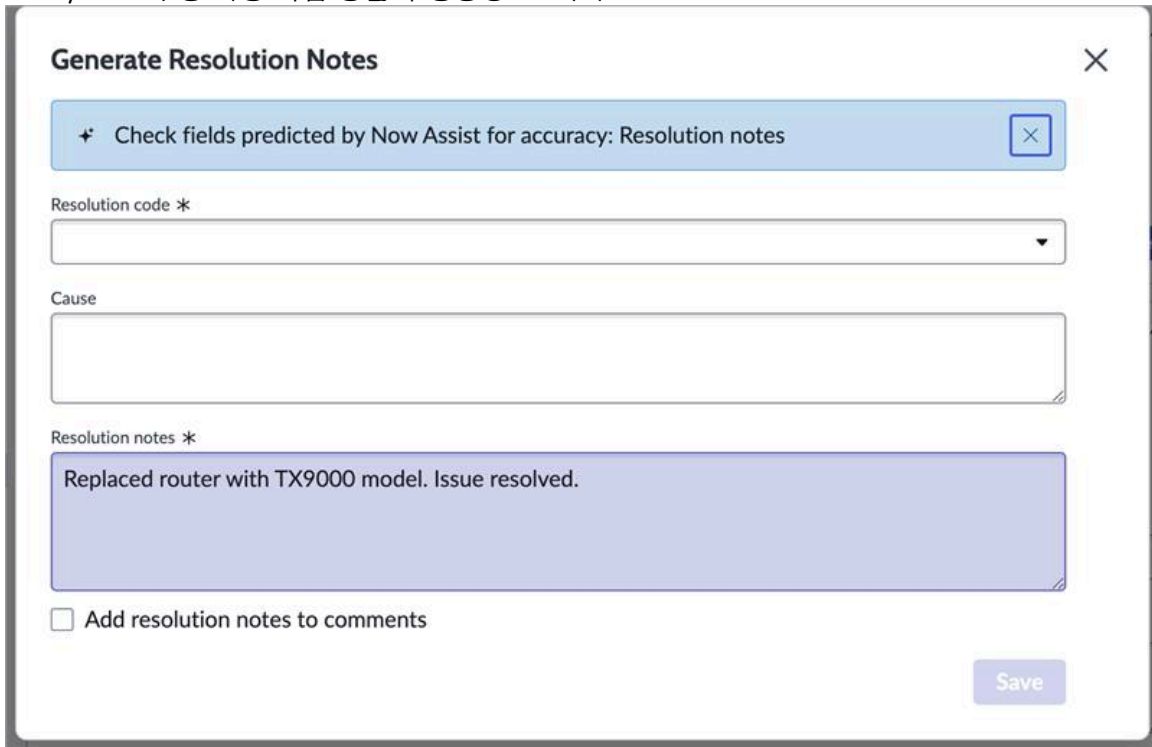 Generate Resolution Notes
Check fields predicted by Now Assist for accuracy: Resolution notes
Resolution code *
Cause
Resolution notes *
Replaced router with TX9000 model. Issue resolved.
Add resolution notes to comments
Save